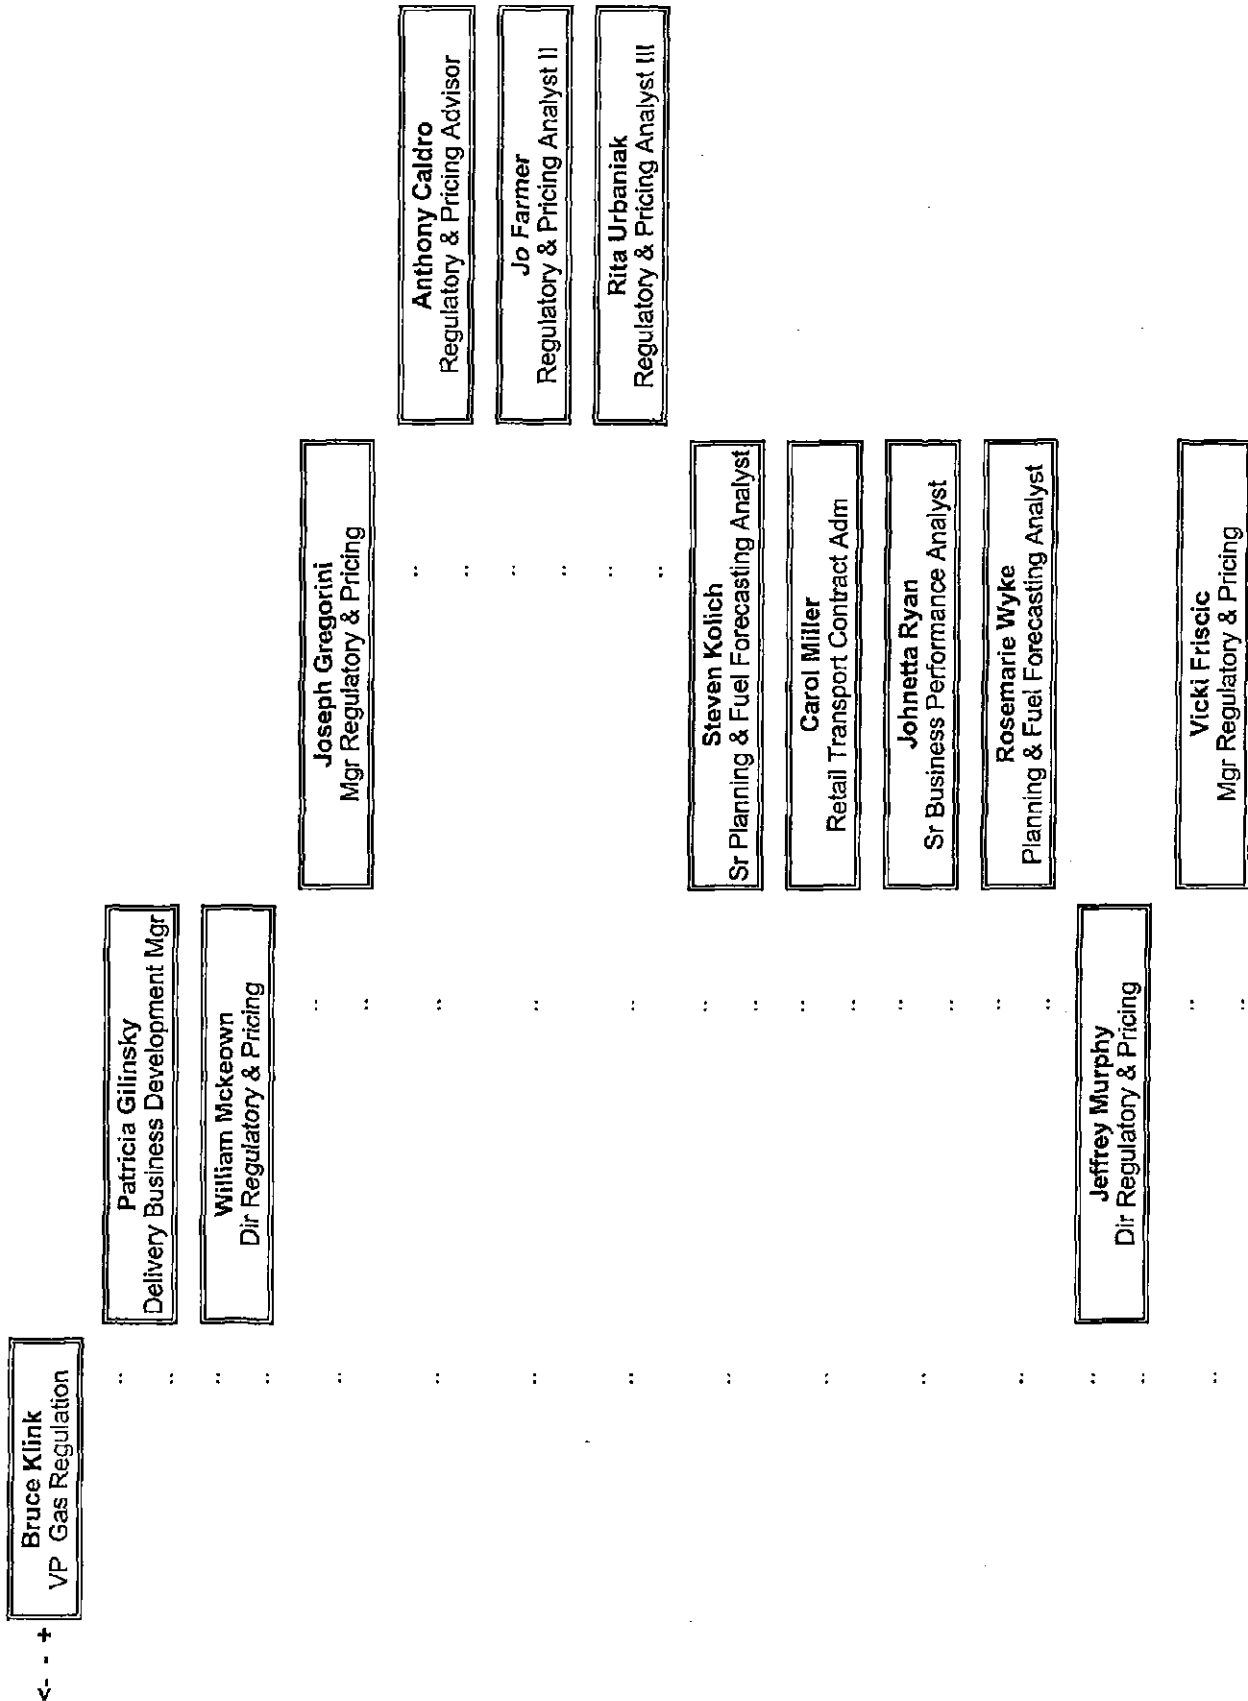 <- - +
Bruce Klink
VP Gas Regulation
Patricia Gilinsky
Delivery Business Development Mgr
William Mckeown
Dir Regulatory & Pricing
Joseph Gregorini
Mgr Regulatory & Pricing
Anthony Caldro
Regulatory & Pricing Advisor
Jo Farmer
Regulatory & Pricing Analyst II
Rita Urbaniak
Regulatory & Pricing Analyst III
Steven Kolich
Sr Planning & Fuel Forecasting Analyst
Carol Miller
Retail Transport Contract Adm
Johnetta Ryan
Sr Business Performance Analyst
Rosemarie Wyke
Planning & Fuel Forecasting Analyst
Jeffrey Murphy
Dir Regulatory & Pricing
Vicki Friscic
Mgr Regulatory & Pricing